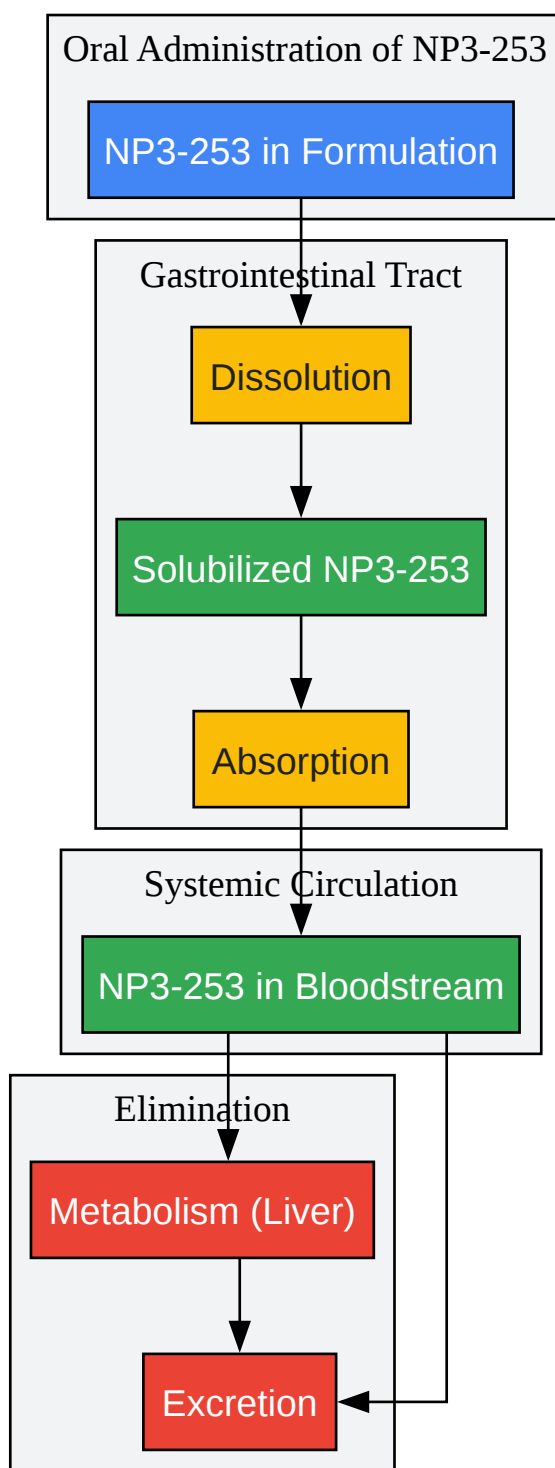 Oral Administration of NP3-253
NP3-253 in Formulation
Gastrointestinal Tract
Dissolution
Solubilized NP3-253
Absorption
Systemic Circulation
NP3-253 in Bloodstream
Elimination
Metabolism (Liver)
Excretion